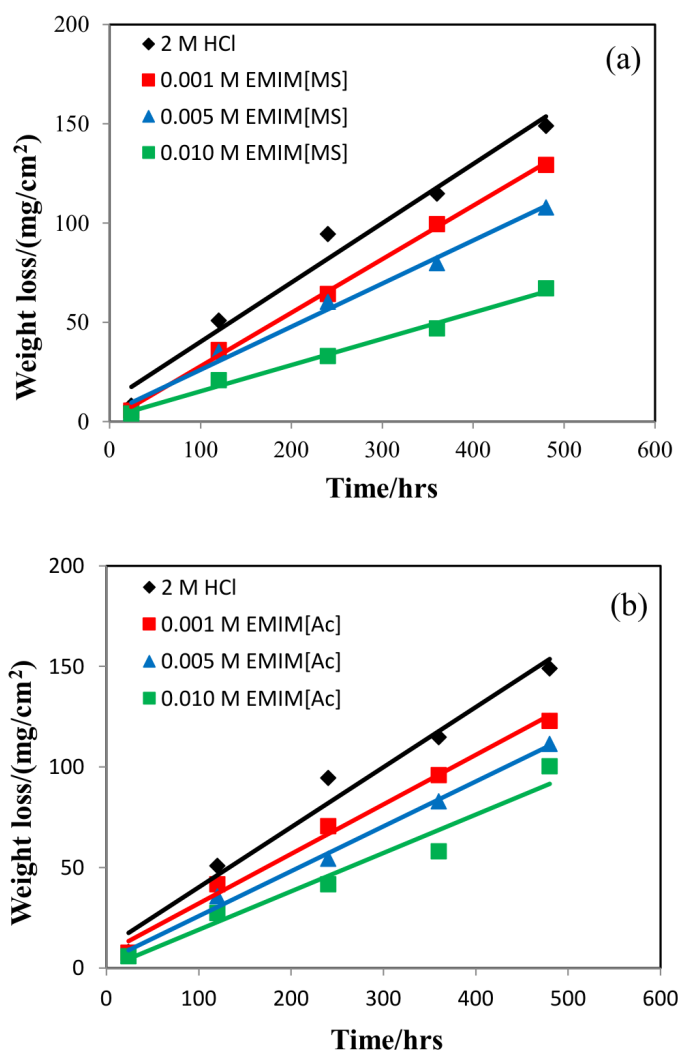 (a)
2 M HCl
0.001 M EMIM[MS]
0.005 M EMIM[MS]
0.010 M EMIM[MS]
200
150
100
50
0
0 100 200 300 400 500 600
Weight loss/(mg/cm²)
Time/hrs
(b)
2 M HCl
0.001 M EMIM[Ac]
0.005 M EMIM[Ac]
0.010 M EMIM[Ac]
200
150
100
50
0
0 100 200 300 400 500 600
Weight loss/(mg/cm²)
Time/hrs